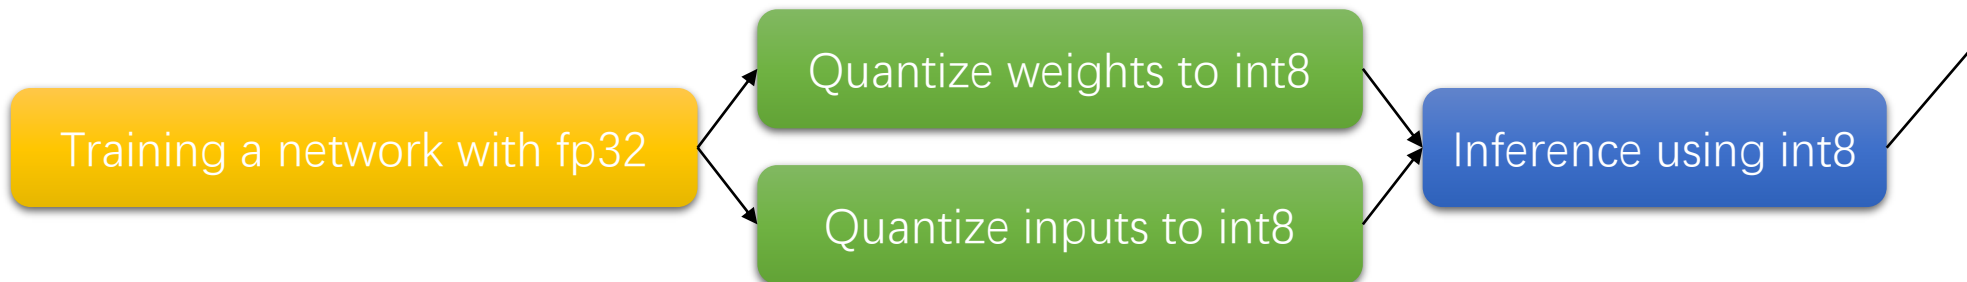 Quantize weights to int8
Training a network with fp32
Inference using int8
Quantize inputs to int8